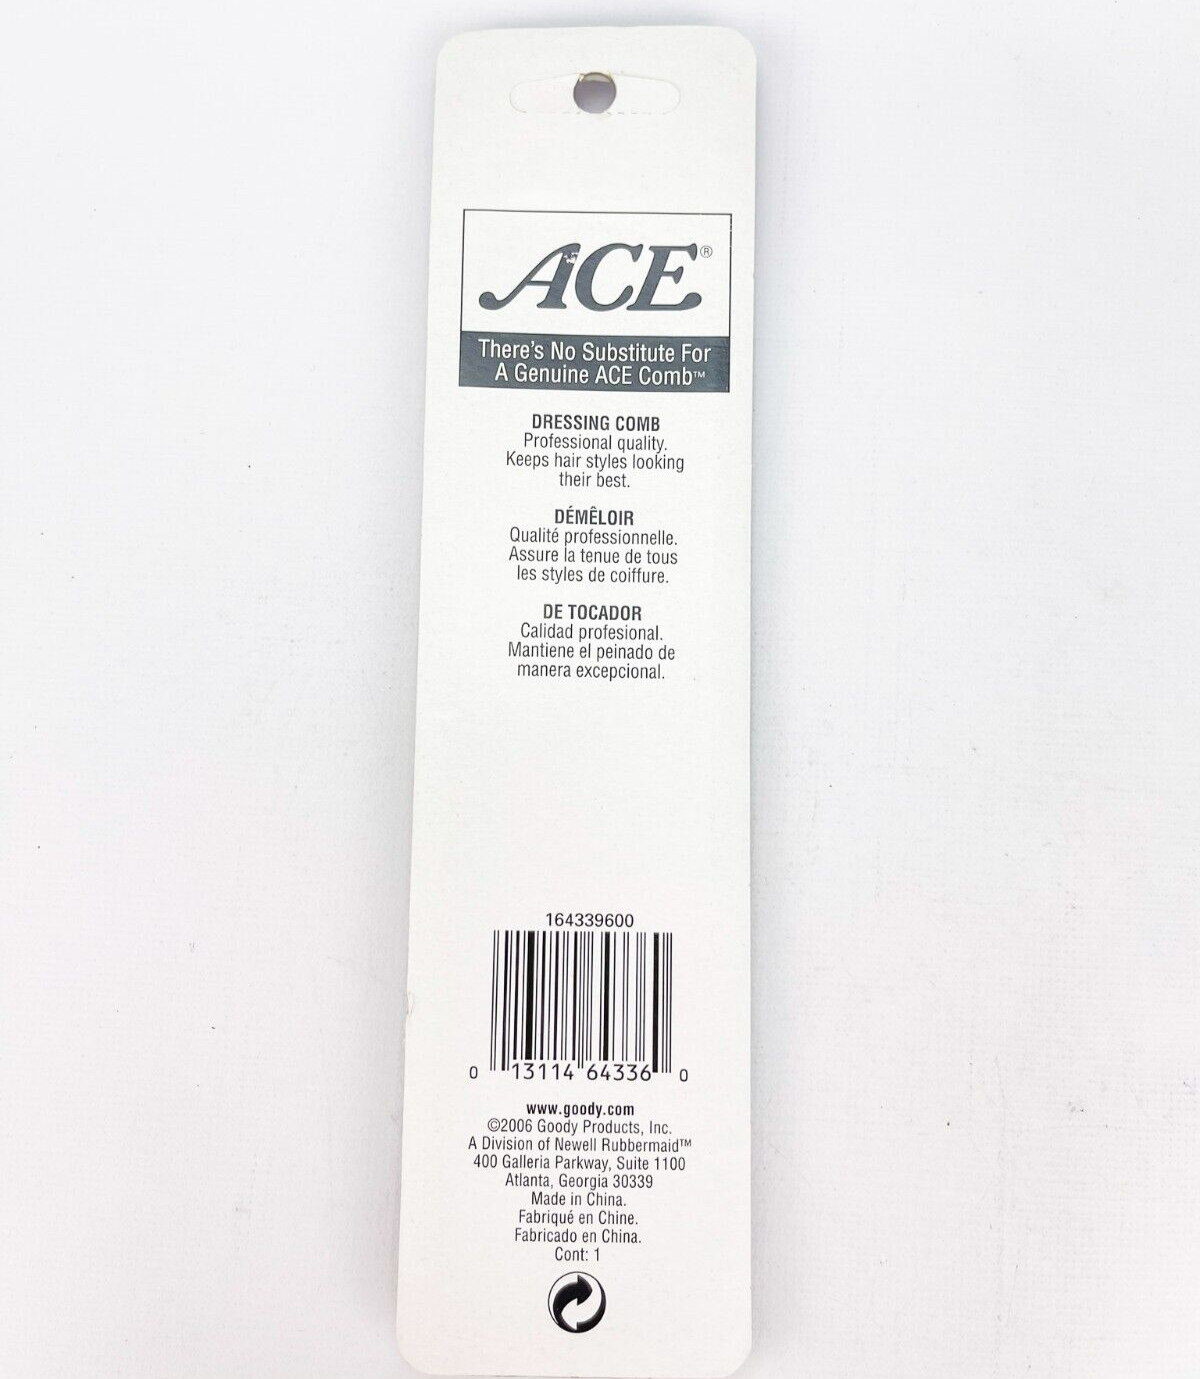 ACE®
There's No Substitute For
A Genuine ACE Comb™
DRESSING COMB
Professional quality.
Keeps hair styles looking
their best.
DÉMÊLOIR
Qualité professionnelle.
Assure la tenue de tous
les styles de coiffure.
DE TOCADOR
Calidad profesional.
Mantiene el peinado de
manera excepcional.
164339600
0 13114 64336 0
www.goody.com
©2006 Goody Products, Inc.
A Division of Newell Rubbermaid™
400 Galleria Parkway, Suite 1100
Atlanta, Georgia 30339
Made in China.
Fabriqué en Chine.
Fabricado en China.
Cont: 1